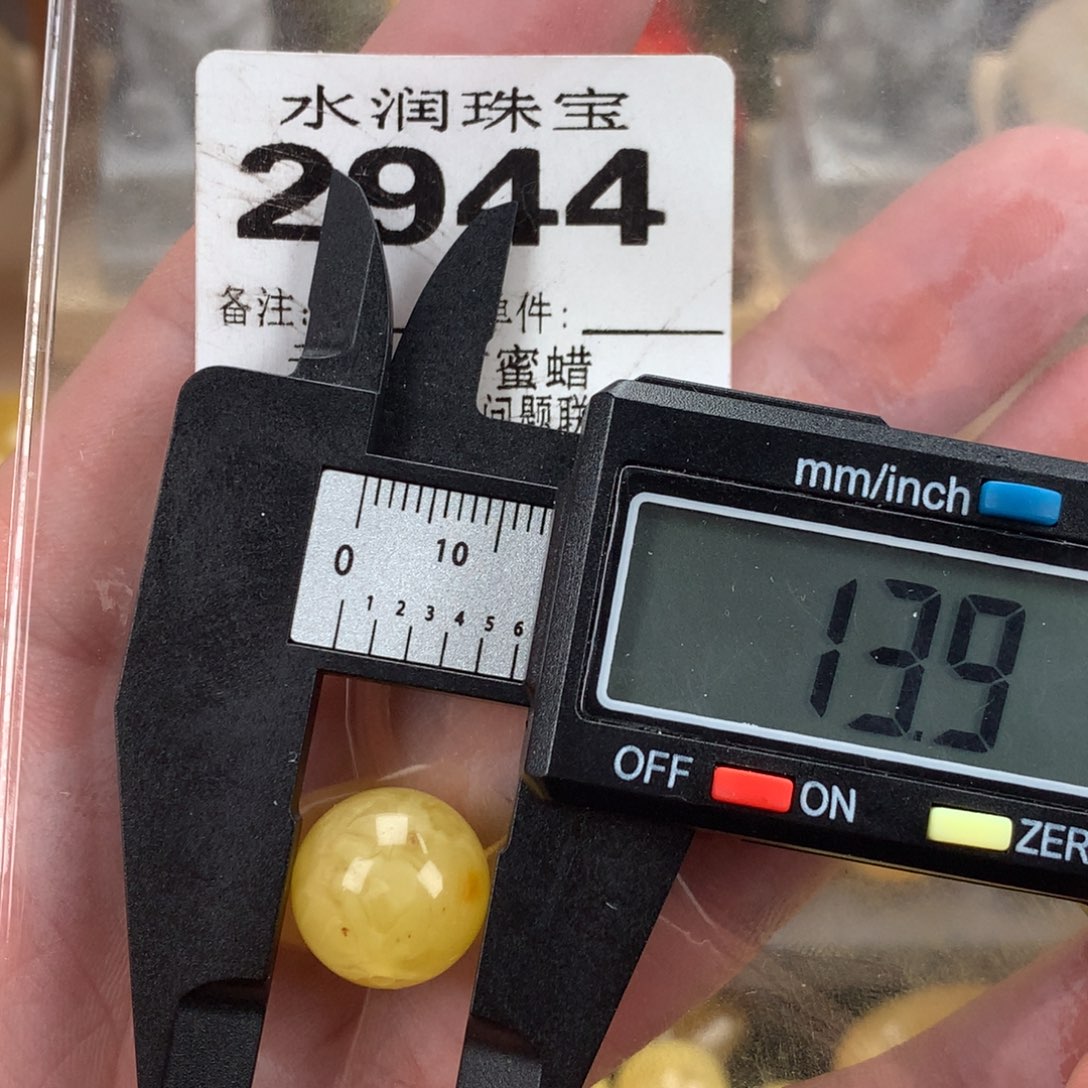 水润珠宝
2944
备注:
件:
蜜蜡
问题联
mm/inch
0 10
1 2 3 4 5 6
13.9
OFF ON
ZER